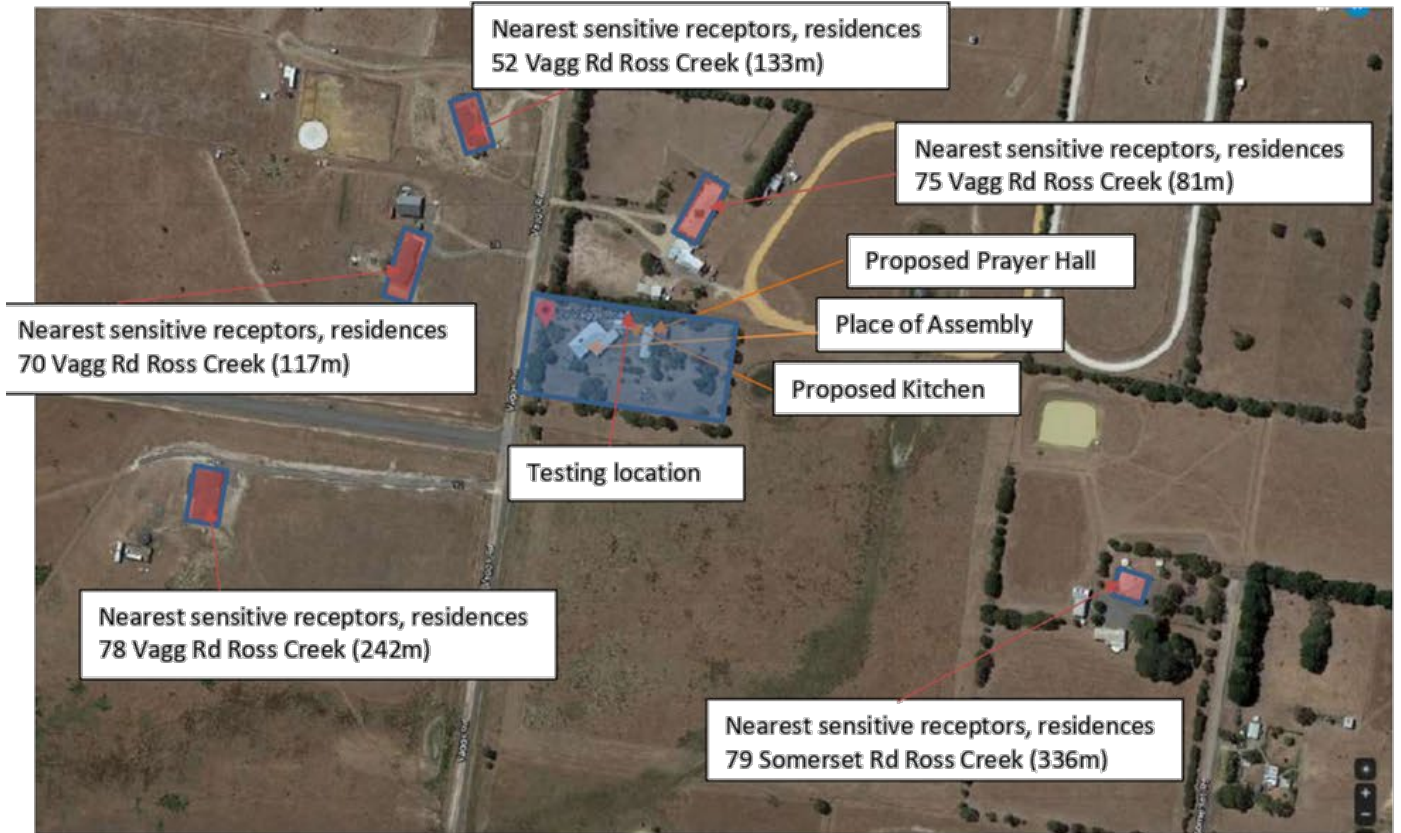 Nearest sensitive receptors, residences
52 Vagg Rd Ross Creek (133m)
Nearest sensitive receptors, residences
75 Vagg Rd Ross Creek (81m)
Proposed Prayer Hall
Nearest sensitive receptors, residences
70 Vagg Rd Ross Creek (117m)
Place of Assembly
Proposed Kitchen
Testing location
Nearest sensitive receptors, residences
78 Vagg Rd Ross Creek (242m)
Nearest sensitive receptors, residences
79 Somerset Rd Ross Creek (336m)